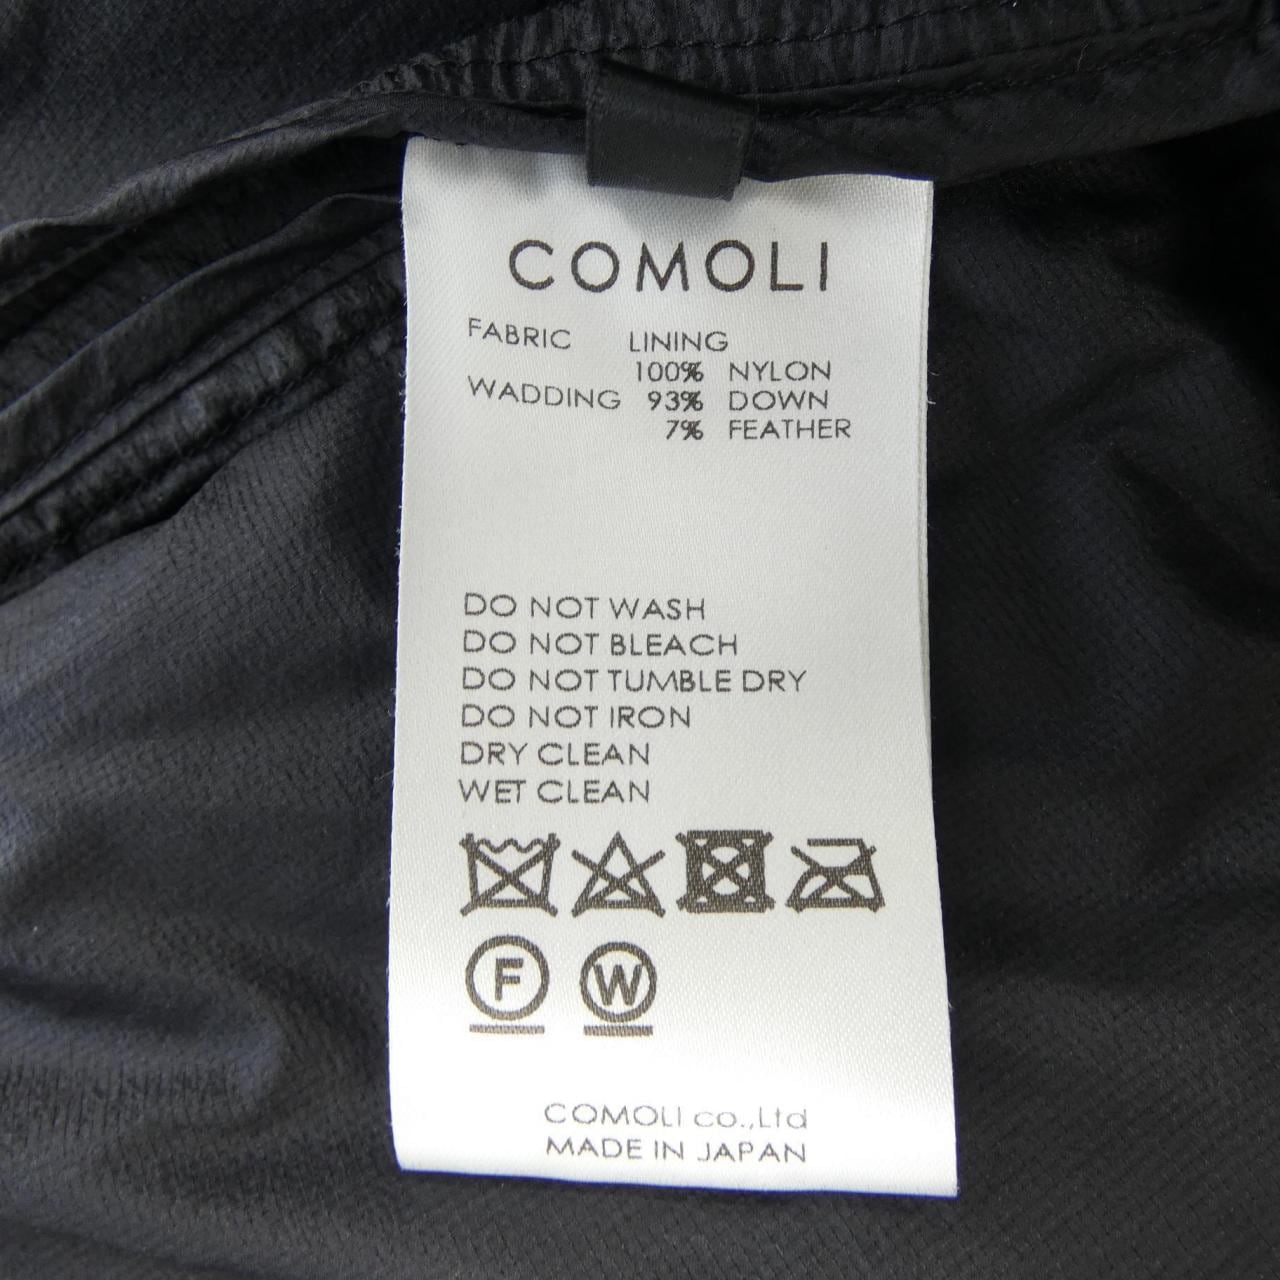 COMOLI
FABRIC LINING
100% NYLON
WADDING 93% DOWN
7% FEATHER
DO NOT WASH
DO NOT BLEACH
DO NOT TUMBLE DRY
DO NOT IRON
DRY CLEAN
WET CLEAN
F W
COMOLI co.,Ltd
MADE IN JAPAN